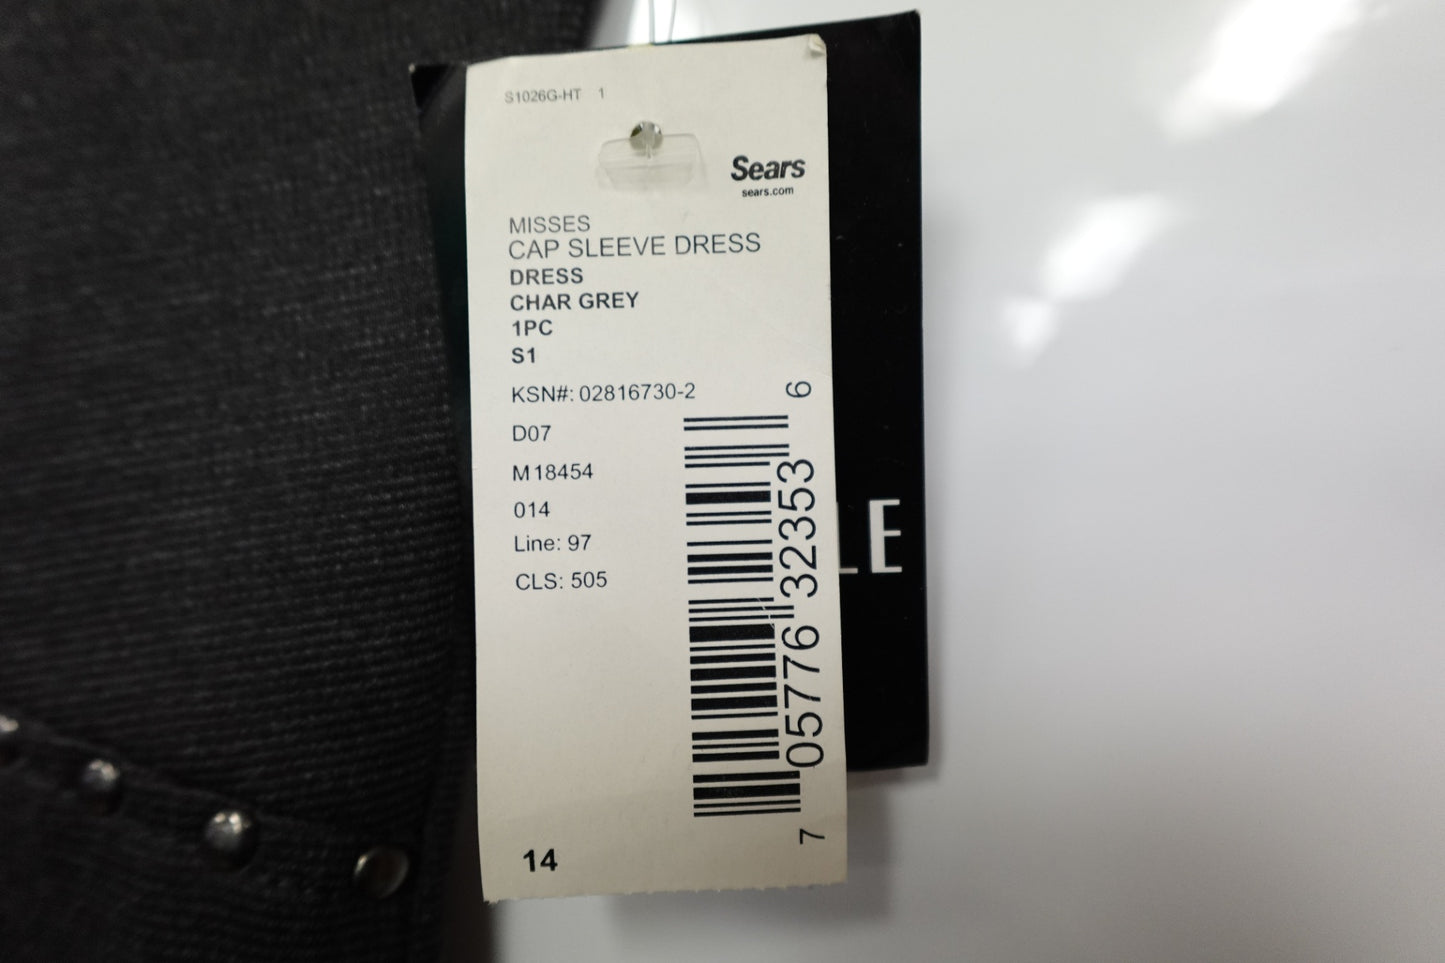 S1026G-HT 1
Sears
sears.com
MISSES
CAP SLEEVE DRESS
DRESS
CHAR GREY
1PC
S1
KSN#: 02816730-2
D07
M18454
014
Line: 97
CLS: 505
7 05776 32353 6
14
LE